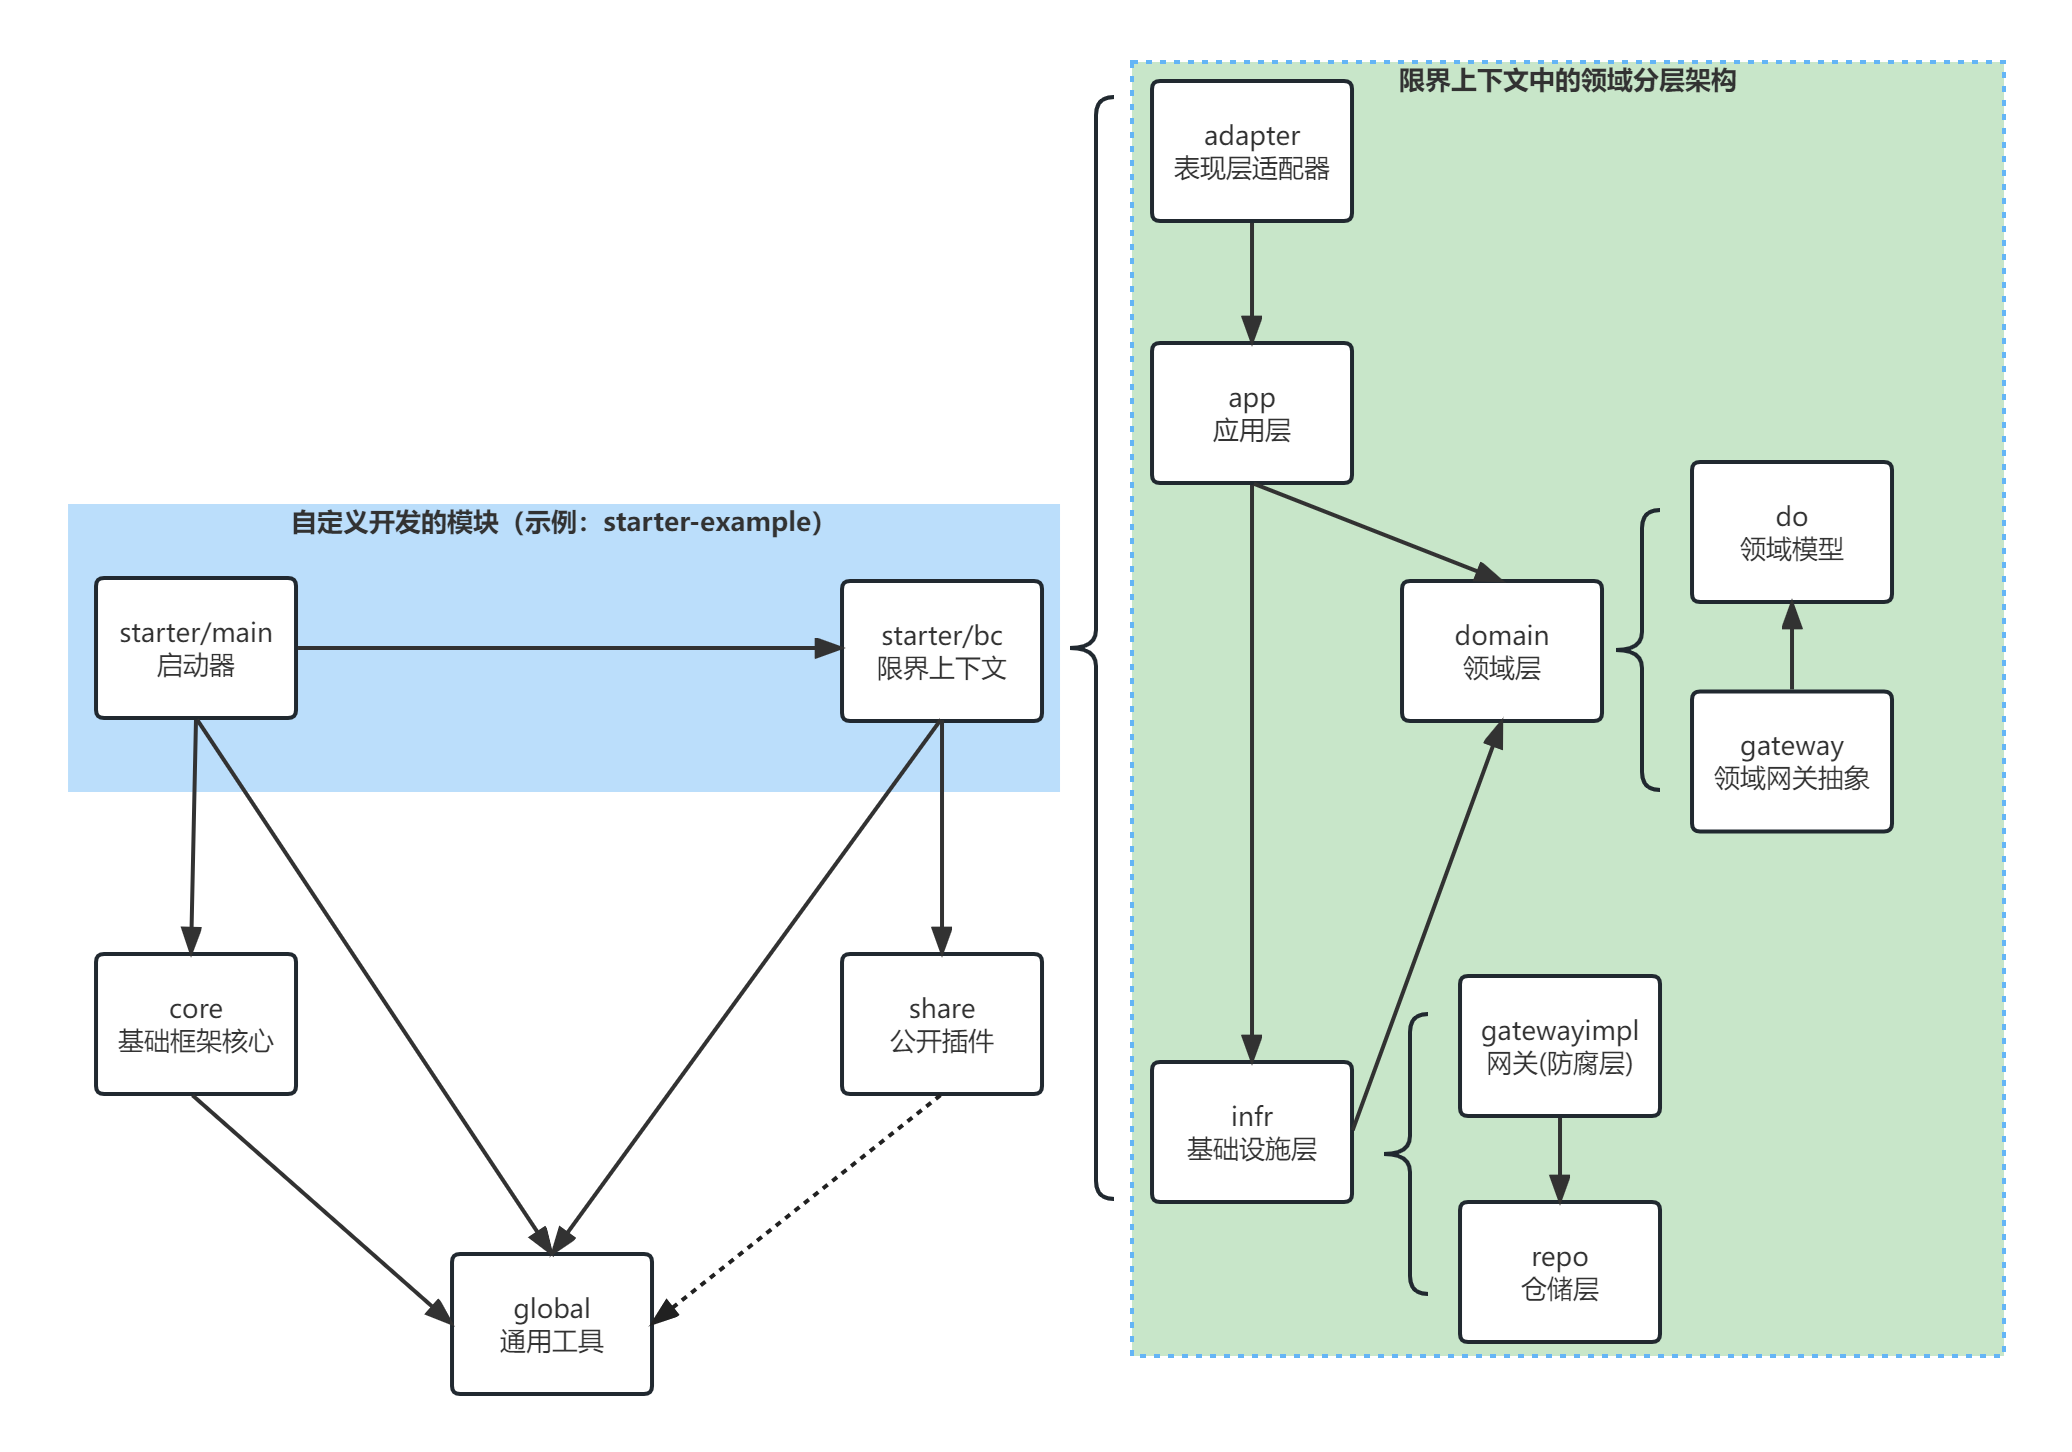 限界上下文中的领域分层架构
adapter
表现层适配器
app
应用层
do
领域模型
自定义开发的模块（示例：starter-example）
starter/main
启动器
starter/bc
限界上下文
domain
领域层
gateway
领域网关抽象
core
基础框架核心
share
公开插件
gatewayimpl
网关(防腐层)
infr
基础设施层
repo
仓储层
global
通用工具